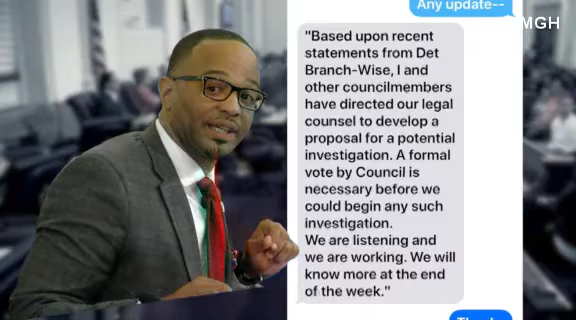 Any update--
MGH
"Based upon recent
statements from Det
Branch-Wise, I and
other councilmembers
have directed our legal
counsel to develop a
proposal for a potential
investigation. A formal
vote by Council is
necessary before we
could begin any such
investigation.
We are listening and
we are working. We will
know more at the end
of the week."